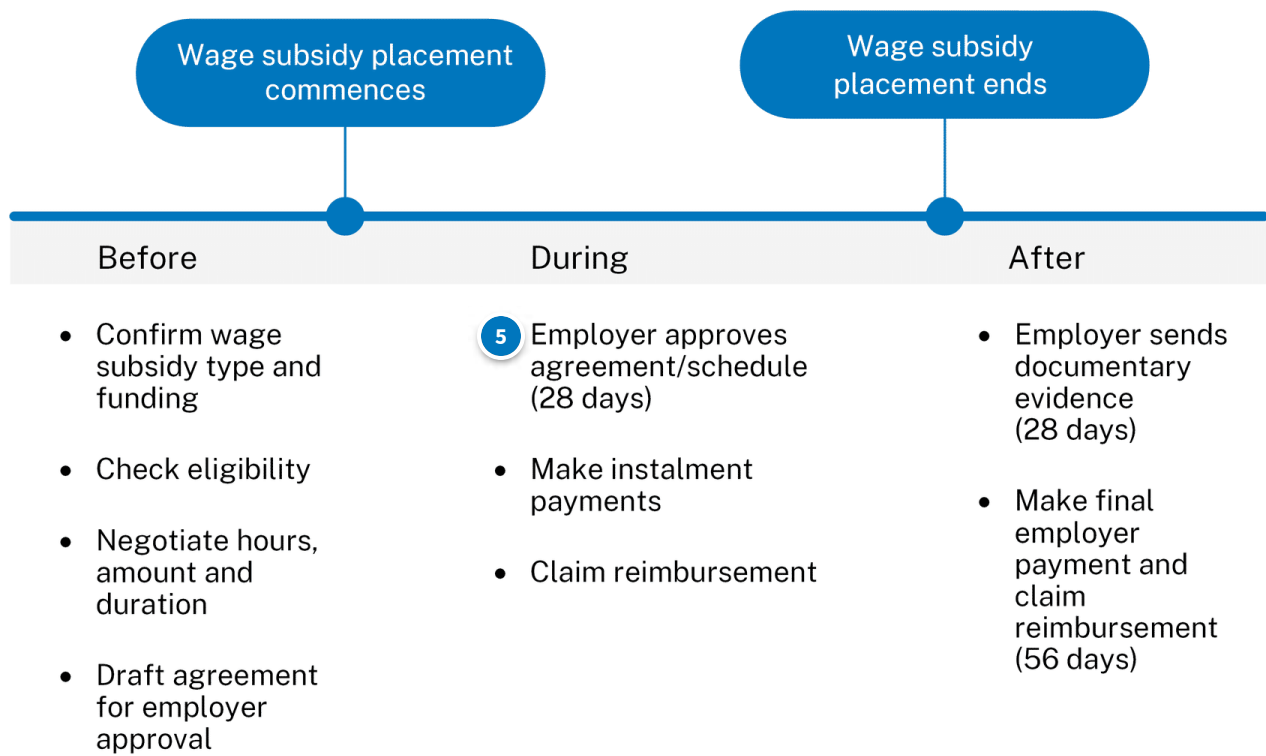 Wage subsidy placement
commences
Wage subsidy
placement ends
Before
During
After
• Confirm wage
subsidy type and
funding
• Check eligibility
• Negotiate hours,
amount and
duration
• Draft agreement
for employer
approval
5 Employer approves
agreement/schedule
(28 days)
• Make instalment
payments
• Claim reimbursement
• Employer sends
documentary
evidence
(28 days)
• Make final
employer
payment and
claim
reimbursement
(56 days)